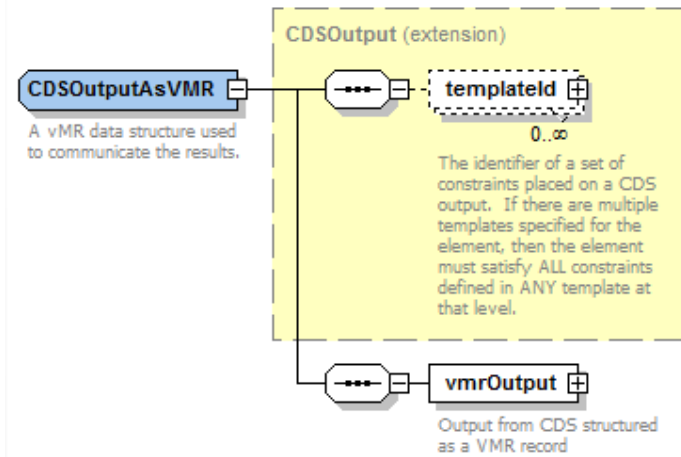 CDSOutput (extension)
CDSOutputAsVMR
A vMR data structure used
to communicate the results.
templateId
0..∞
The identifier of a set of
constraints placed on a CDS
output. If there are multiple
templates specified for the
element, then the element
must satisfy ALL constraints
defined in ANY template at
that level.
vmrOutput
Output from CDS structured
as a VMR record